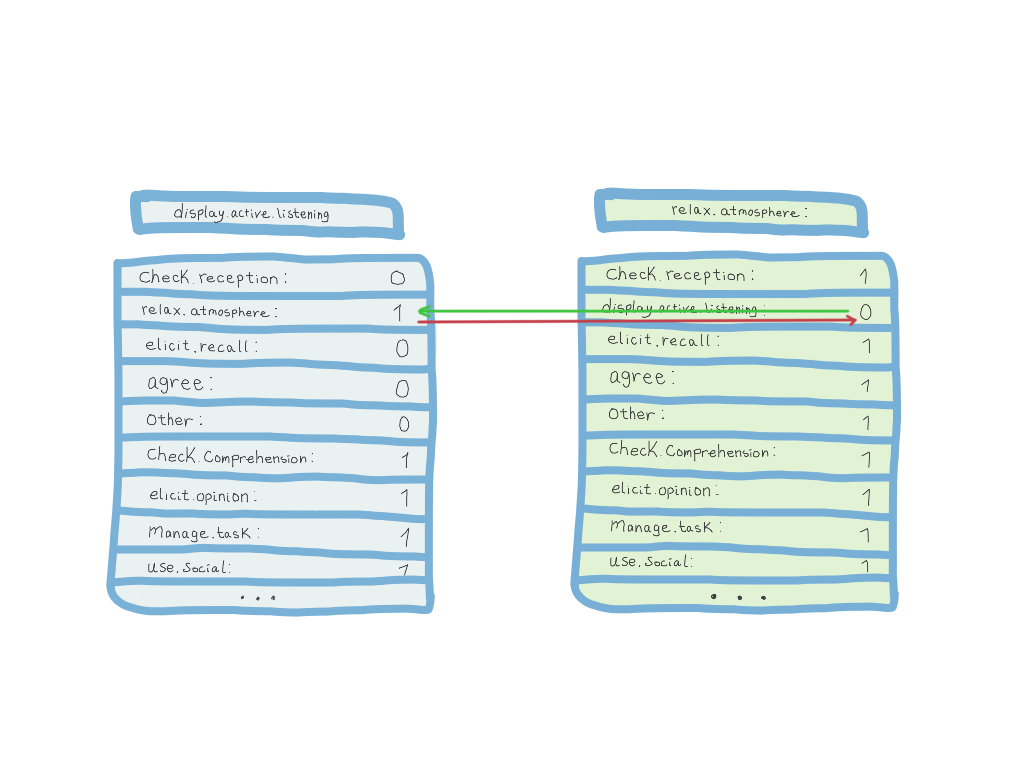 display.active.listening
Check.reception: 0
relax.atmosphere: 1
elicit.recall: 0
agree: 0
Other: 0
Check.Comprehension: 1
elicit.opinion: 1
Manage.task: 1
use.social: 1
...
relax.atmosphere:
Check.reception: 1
display.active.listening: 0
elicit.recall: 1
agree: 1
Other: 1
Check.Comprehension: 1
elicit.opinion: 1
Manage.task: 1
use.social: 1
...